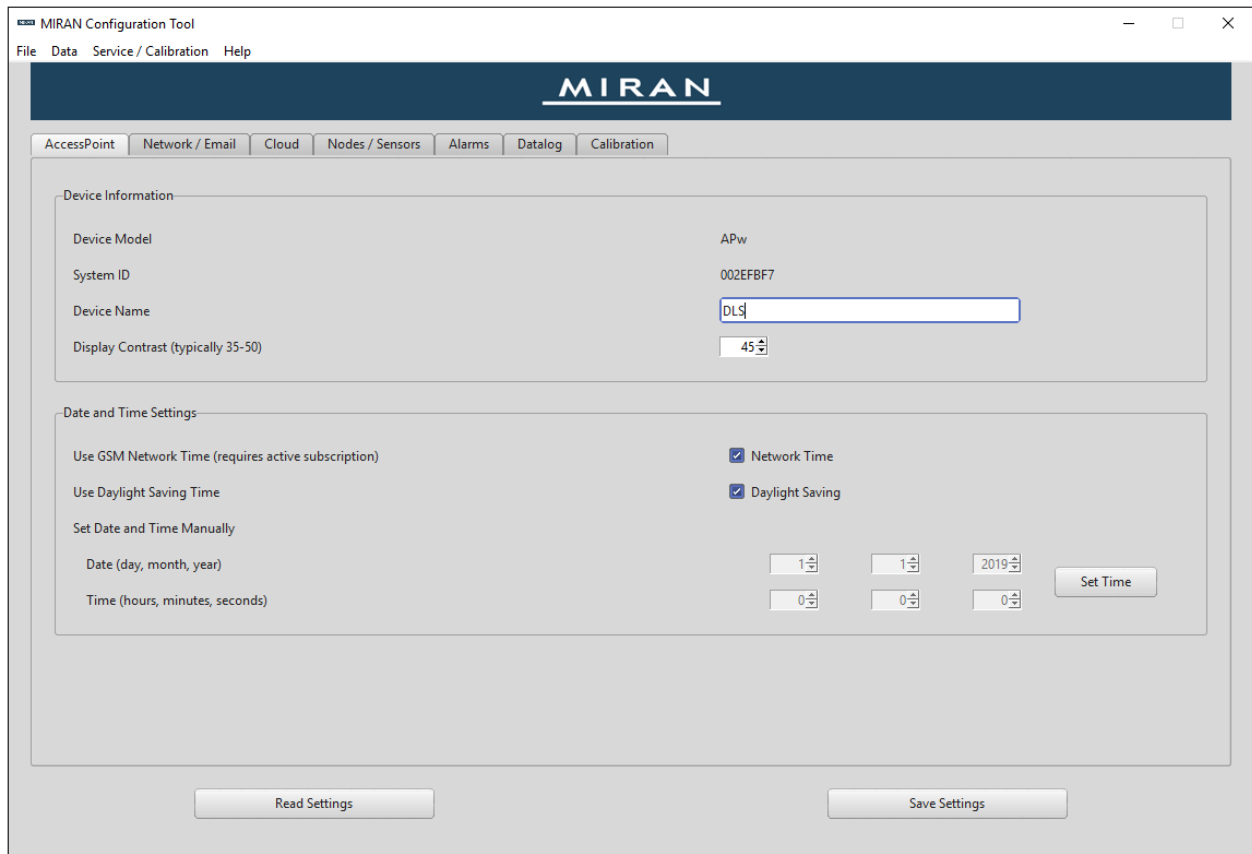 MIRAN Configuration Tool
File Data Service / Calibration Help
MIRAN
AccessPoint Network / Email Cloud Nodes / Sensors Alarms Datalog Calibration
Device Information
Device Model APw
System ID 002EFBF7
Device Name DLS
Display Contrast (typically 35-50) 45
Date and Time Settings
Use GSM Network Time (requires active subscription) Network Time
Use Daylight Saving Time Daylight Saving
Set Date and Time Manually
Date (day, month, year) 1 1 2019
Set Time
Time (hours, minutes, seconds) 0 0 0
Read Settings Save Settings